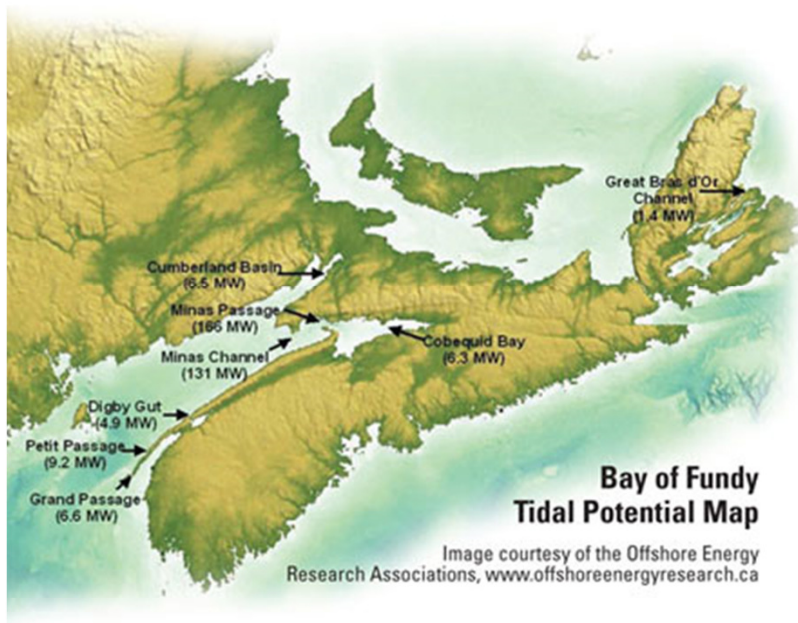 Great Bras d'Or
Channel
(1.4 MW)
Cumberland Basin
(6.5 MW)
Minas Passage
(166 MW)
Cobequid Bay
(6.3 MW)
Minas Channel
(131 MW)
Digby Gut
(4.9 MW)
Petit Passage
(9.2 MW)
Grand Passage
(6.6 MW)
Bay of Fundy
Tidal Potential Map
Image courtesy of the Offshore Energy
Research Associations, www.offshoreenergyresearch.ca